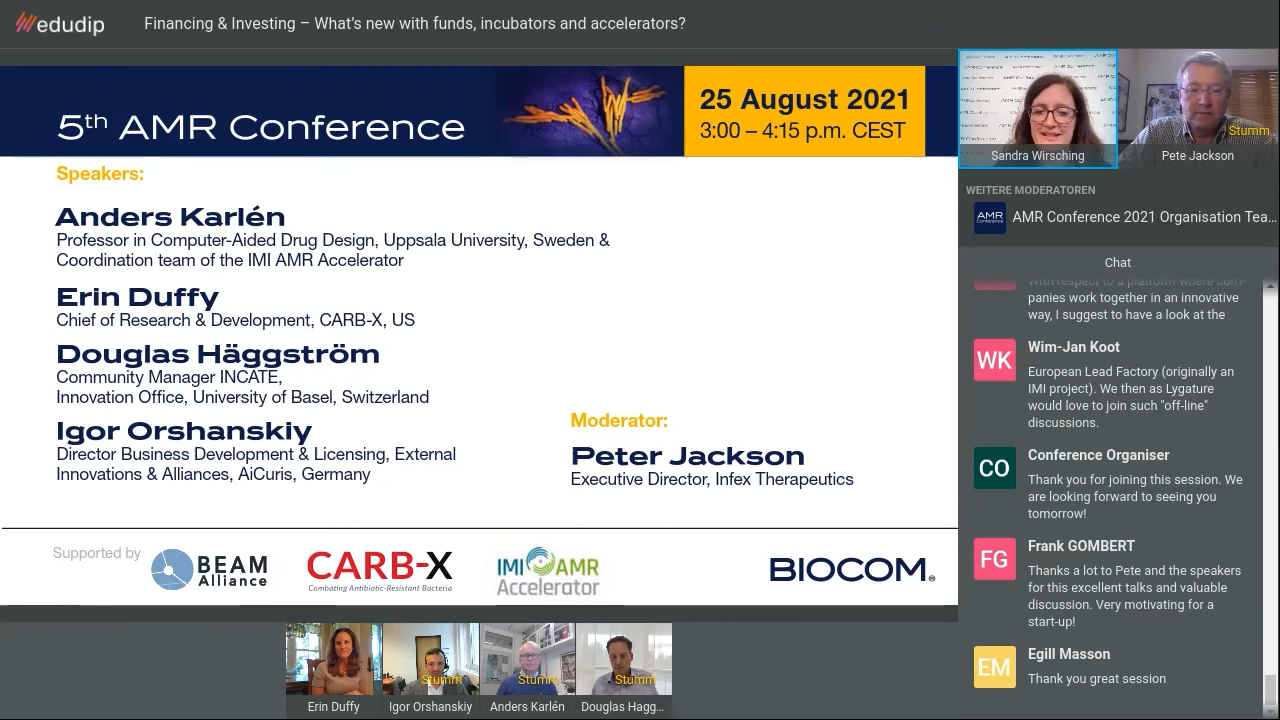 edudip
Financing & Investing – What's new with funds, incubators and accelerators?
5th AMR Conference
25 August 2021
3:00 – 4:15 p.m. CEST
Speakers:
Anders Karlén
Professor in Computer-Aided Drug Design, Uppsala University, Sweden &
Coordination team of the IMI AMR Accelerator
Erin Duffy
Chief of Research & Development, CARB-X, US
Douglas Häggström
Community Manager INCATE,
Innovation Office, University of Basel, Switzerland
Igor Orshanskiy
Director Business Development & Licensing, External
Innovations & Alliances, AiCuris, Germany
Moderator:
Peter Jackson
Executive Director, Infex Therapeutics
Supported by
BEAM
Alliance
CARB-X
Combating Antibiotic-Resistant Bacteria
IMI AMR
Accelerator
BIOCOM®
Erin Duffy
Stumm
Igor Orshanskiy
Stumm
Anders Karlén
Stumm
Douglas Hagg...
Sandra Wirsching
Stumm
Pete Jackson
WEITERE MODERATOREN
AMR Conference
AMR Conference 2021 Organisation Tea...
Chat
With respect to a platform where com-
panies work together in an innovative
way, I suggest to have a look at the
WK
Wim-Jan Koot
European Lead Factory (originally an
IMI project). We then as Lygature
would love to join such "off-line"
discussions.
CO
Conference Organiser
Thank you for joining this session. We
are looking forward to seeing you
tomorrow!
FG
Frank GOMBERT
Thanks a lot to Pete and the speakers
for this excellent talks and valuable
discussion. Very motivating for a
start-up!
EM
Egill Masson
Thank you great session